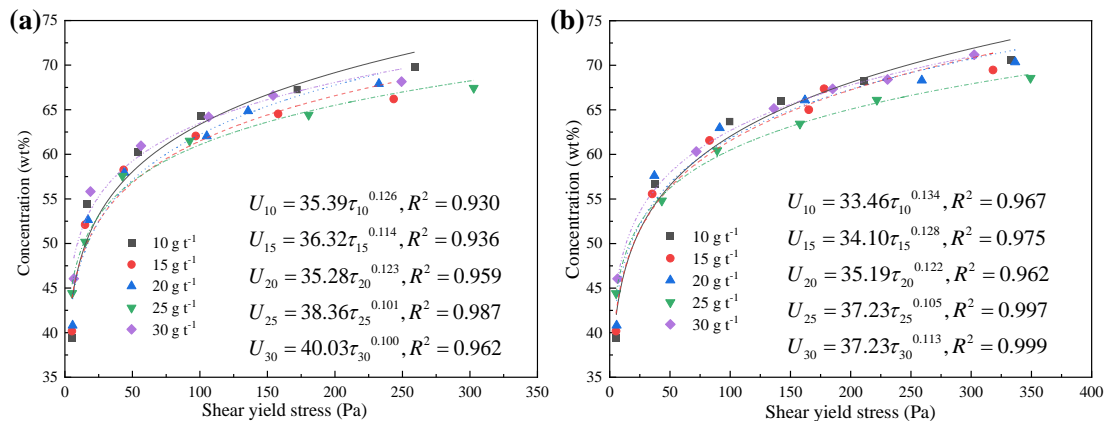 (a)
75
70
65
60
55
50
45
40
35
Concentration (wt%)
10 g t⁻¹
15 g t⁻¹
20 g t⁻¹
25 g t⁻¹
30 g t⁻¹
U₁₀ = 35.39τ₁₀^0.126, R² = 0.930
U₁₅ = 36.32τ₁₅^0.114, R² = 0.936
U₂₀ = 35.28τ₂₀^0.123, R² = 0.959
U₂₅ = 38.36τ₂₅^0.101, R² = 0.987
U₃₀ = 40.03τ₃₀^0.100, R² = 0.962
0 50 100 150 200 250 300 350
Shear yield stress (Pa)
(b)
75
70
65
60
55
50
45
40
35
Concentration (wt%)
10 g t⁻¹
15 g t⁻¹
20 g t⁻¹
25 g t⁻¹
30 g t⁻¹
U₁₀ = 33.46τ₁₀^0.134, R² = 0.967
U₁₅ = 34.10τ₁₅^0.128, R² = 0.975
U₂₀ = 35.19τ₂₀^0.122, R² = 0.962
U₂₅ = 37.23τ₂₅^0.105, R² = 0.997
U₃₀ = 37.23τ₃₀^0.113, R² = 0.999
0 50 100 150 200 250 300 350 400
Shear yield stress (Pa)